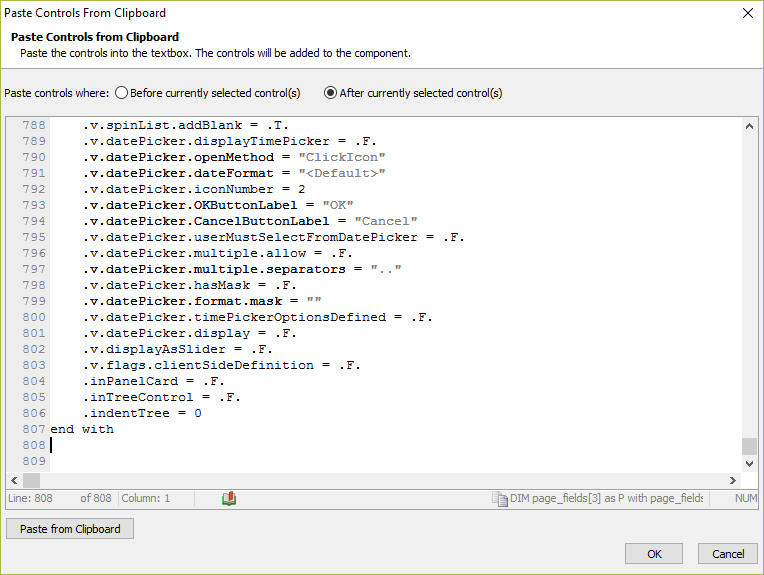 Paste Controls From Clipboard
Paste Controls from Clipboard
Paste the controls into the textbox. The controls will be added to the component.
Paste controls where: Before currently selected control(s) After currently selected control(s)
788 .v.spinList.addBlank = .T.
789 .v.datePicker.displayTimePicker = .F.
790 .v.datePicker.openMethod = "ClickIcon"
791 .v.datePicker.dateFormat = "<Default>"
792 .v.datePicker.iconNumber = 2
793 .v.datePicker.OKButtonLabel = "OK"
794 .v.datePicker.CancelButtonLabel = "Cancel"
795 .v.datePicker.userMustSelectFromDatePicker = .F.
796 .v.datePicker.multiple.allow = .F.
797 .v.datePicker.multiple.separators = ".."
798 .v.datePicker.hasMask = .F.
799 .v.datePicker.format.mask = ""
800 .v.datePicker.timePickerOptionsDefined = .F.
801 .v.datePicker.display = .F.
802 .v.displayAsSlider = .F.
803 .v.flags.clientSideDefinition = .F.
804 .inPanelCard = .F.
805 .inTreeControl = .F.
806 .indentTree = 0
807 end with
808
809
Line: 808 of 808 Column: 1 DIM page_fields[3] as P with page_fields NUM
Paste from Clipboard
OK Cancel